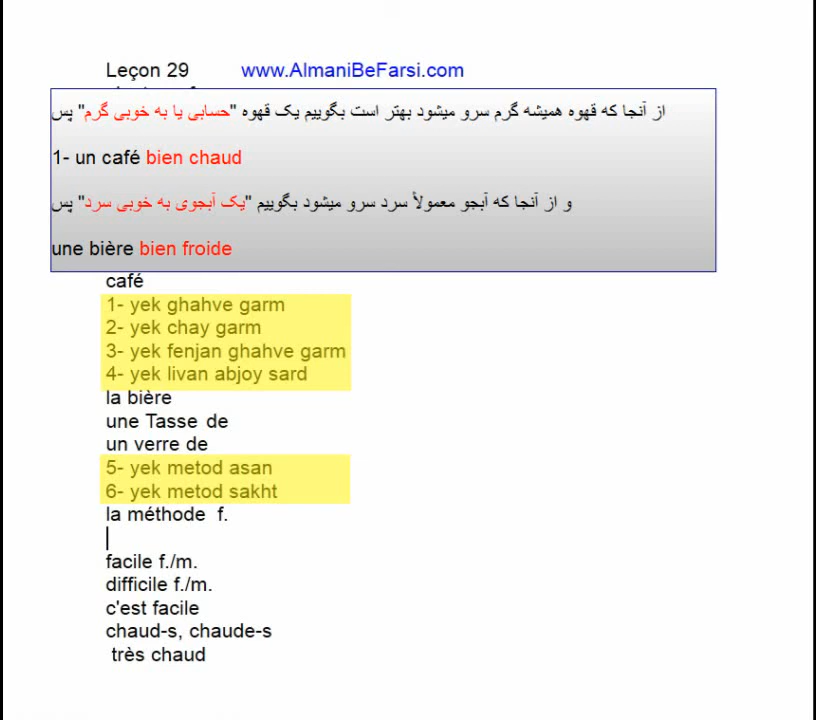 Leçon 29 www.AlmaniBeFarsi.com
از آنجا که قهوه همیشه گرم سرو میشود بهتر است بگوییم یک قهوه "حسابی یا به خوبی گرم" پس
1- un café bien chaud
و از آنجا که آبجو معمولأ سرد سرو میشود بگوییم "یک آبجوی به خوبی سرد" پس
une bière bien froide
café
1- yek ghahve garm
2- yek chay garm
3- yek fenjan ghahve garm
4- yek livan abjoy sard
la bière
une Tasse de
un verre de
5- yek metod asan
6- yek metod sakht
la méthode f.
facile f./m.
difficile f./m.
c'est facile
chaud-s, chaude-s
très chaud